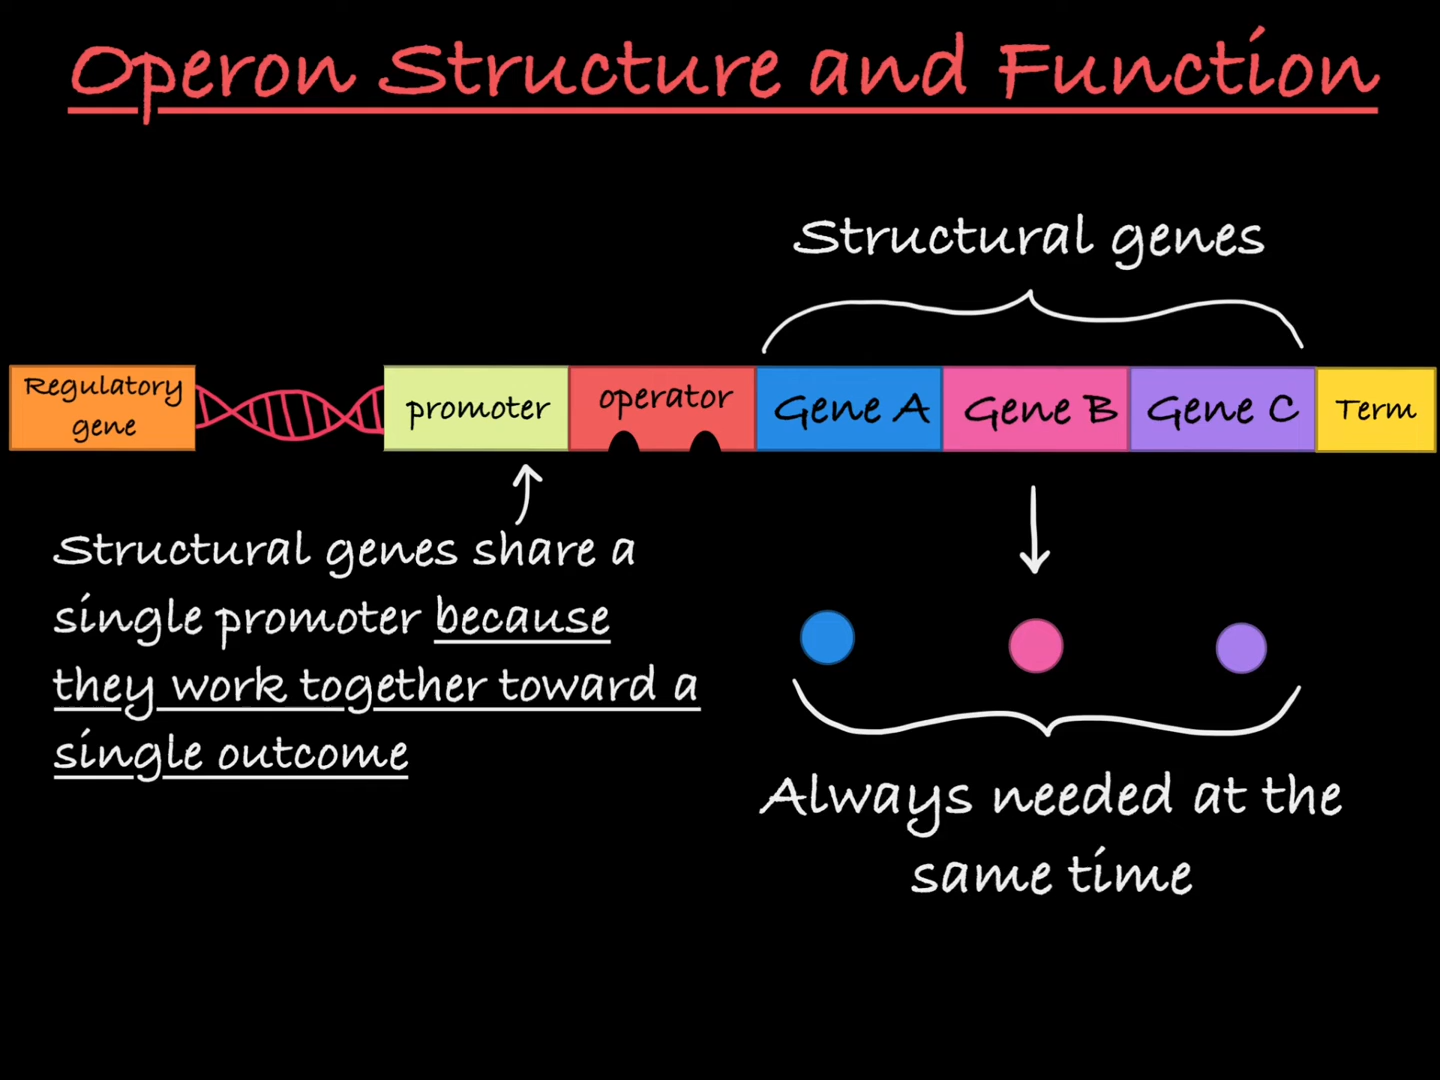 Operon Structure and Function
Structural genes
Regulatory
gene
promoter
operator
Gene A
Gene B
Gene C
Term
Structural genes share a
single promoter because
they work together toward a
single outcome
Always needed at the
same time